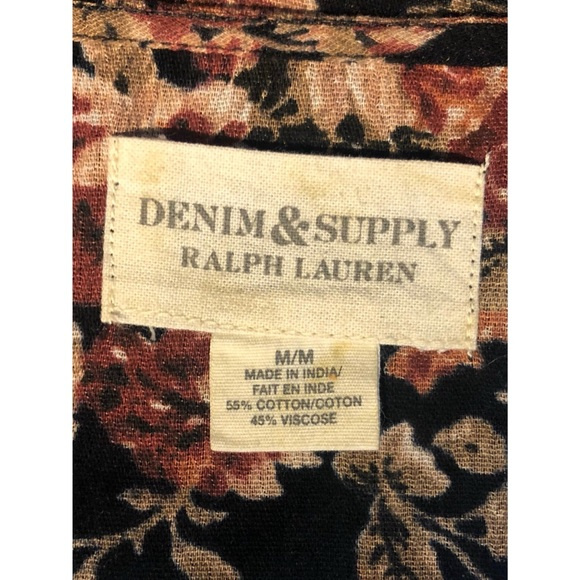 DENIM & SUPPLY
RALPH LAUREN
M/M
MADE IN INDIA/
FAIT EN INDE
55% COTTON/COTON
45% VISCOSE